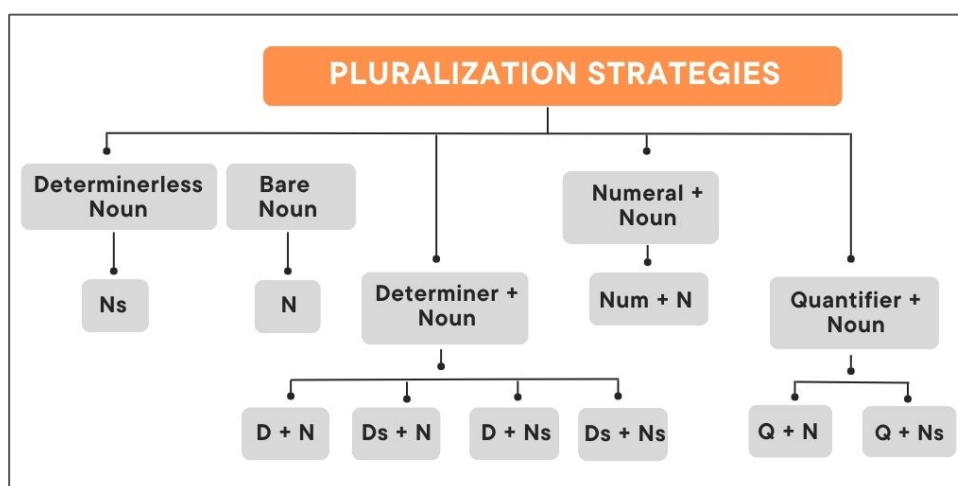 PLURALIZATION STRATEGIES
Determinerless
Noun
Bare
Noun
Numeral +
Noun
Ns
N
Determiner +
Noun
Num + N
Quantifier +
Noun
D + N
Ds + N
D + Ns
Ds + Ns
Q + N
Q + Ns